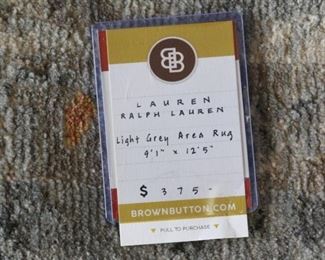 BB
LAUREN
RALPH LAUREN
Light Grey Area Rug
9'1" x 12'5"
$ 375-
BROWNBUTTON.COM
PULL TO PURCHASE